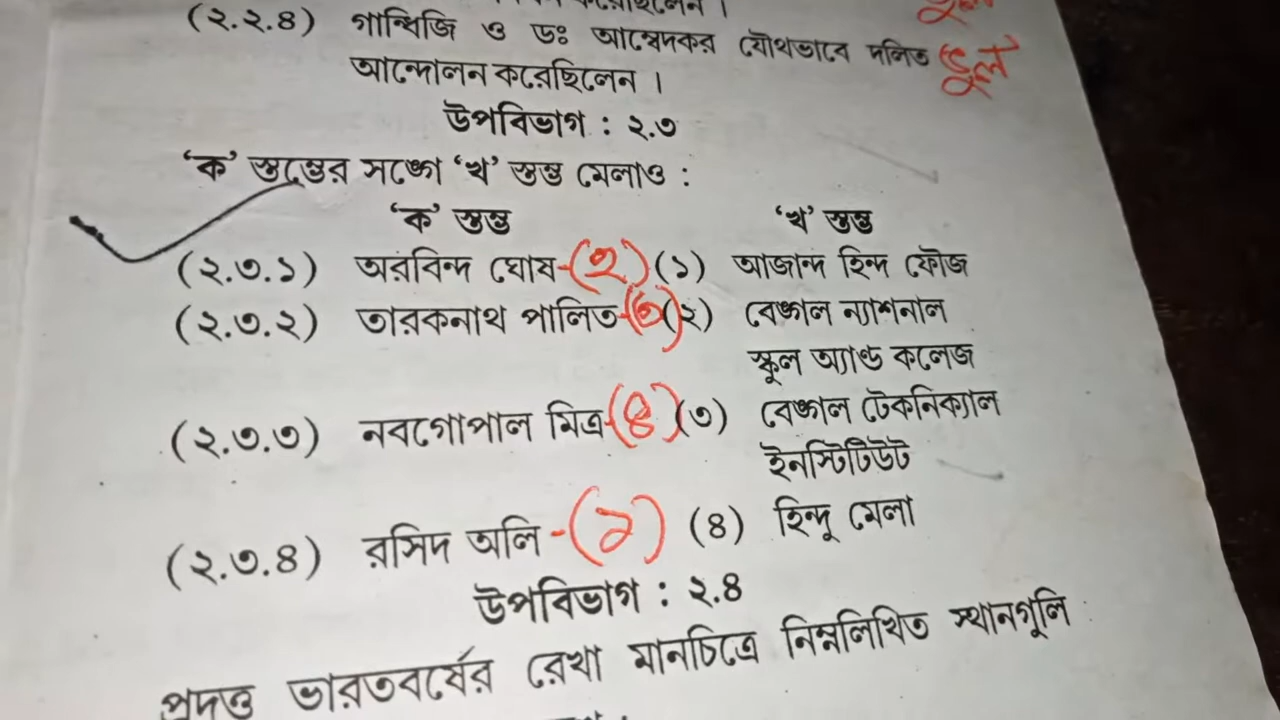 (২.২.৪) গান্ধিজি ও ডঃ আম্বেদকর যৌথভাবে দলিত ভুল
আন্দোলন করেছিলেন ।
উপবিভাগ : ২.৩
‘ক’ স্তম্ভের সঙ্গে ‘খ’ স্তম্ভ মেলাও :
‘ক’ স্তম্ভ ‘খ’ স্তম্ভ
(২.৩.১) অরবিন্দ ঘোষ-(২) (১) আজান্দ হিন্দ ফৌজ
(২.৩.২) তারকনাথ পালিত-(৩) (২) বেঙ্গল ন্যাশনাল
স্কুল অ্যাণ্ড কলেজ
(২.৩.৩) নবগোপাল মিত্র-(৪) (৩) বেঙ্গল টেকনিক্যাল
ইনস্টিটিউট
(২.৩.৪) রসিদ অলি -(১) (৪) হিন্দু মেলা
উপবিভাগ : ২.৪
প্রদত্ত ভারতবর্ষের রেখা মানচিত্রে নিম্নলিখিত স্থানগুলি